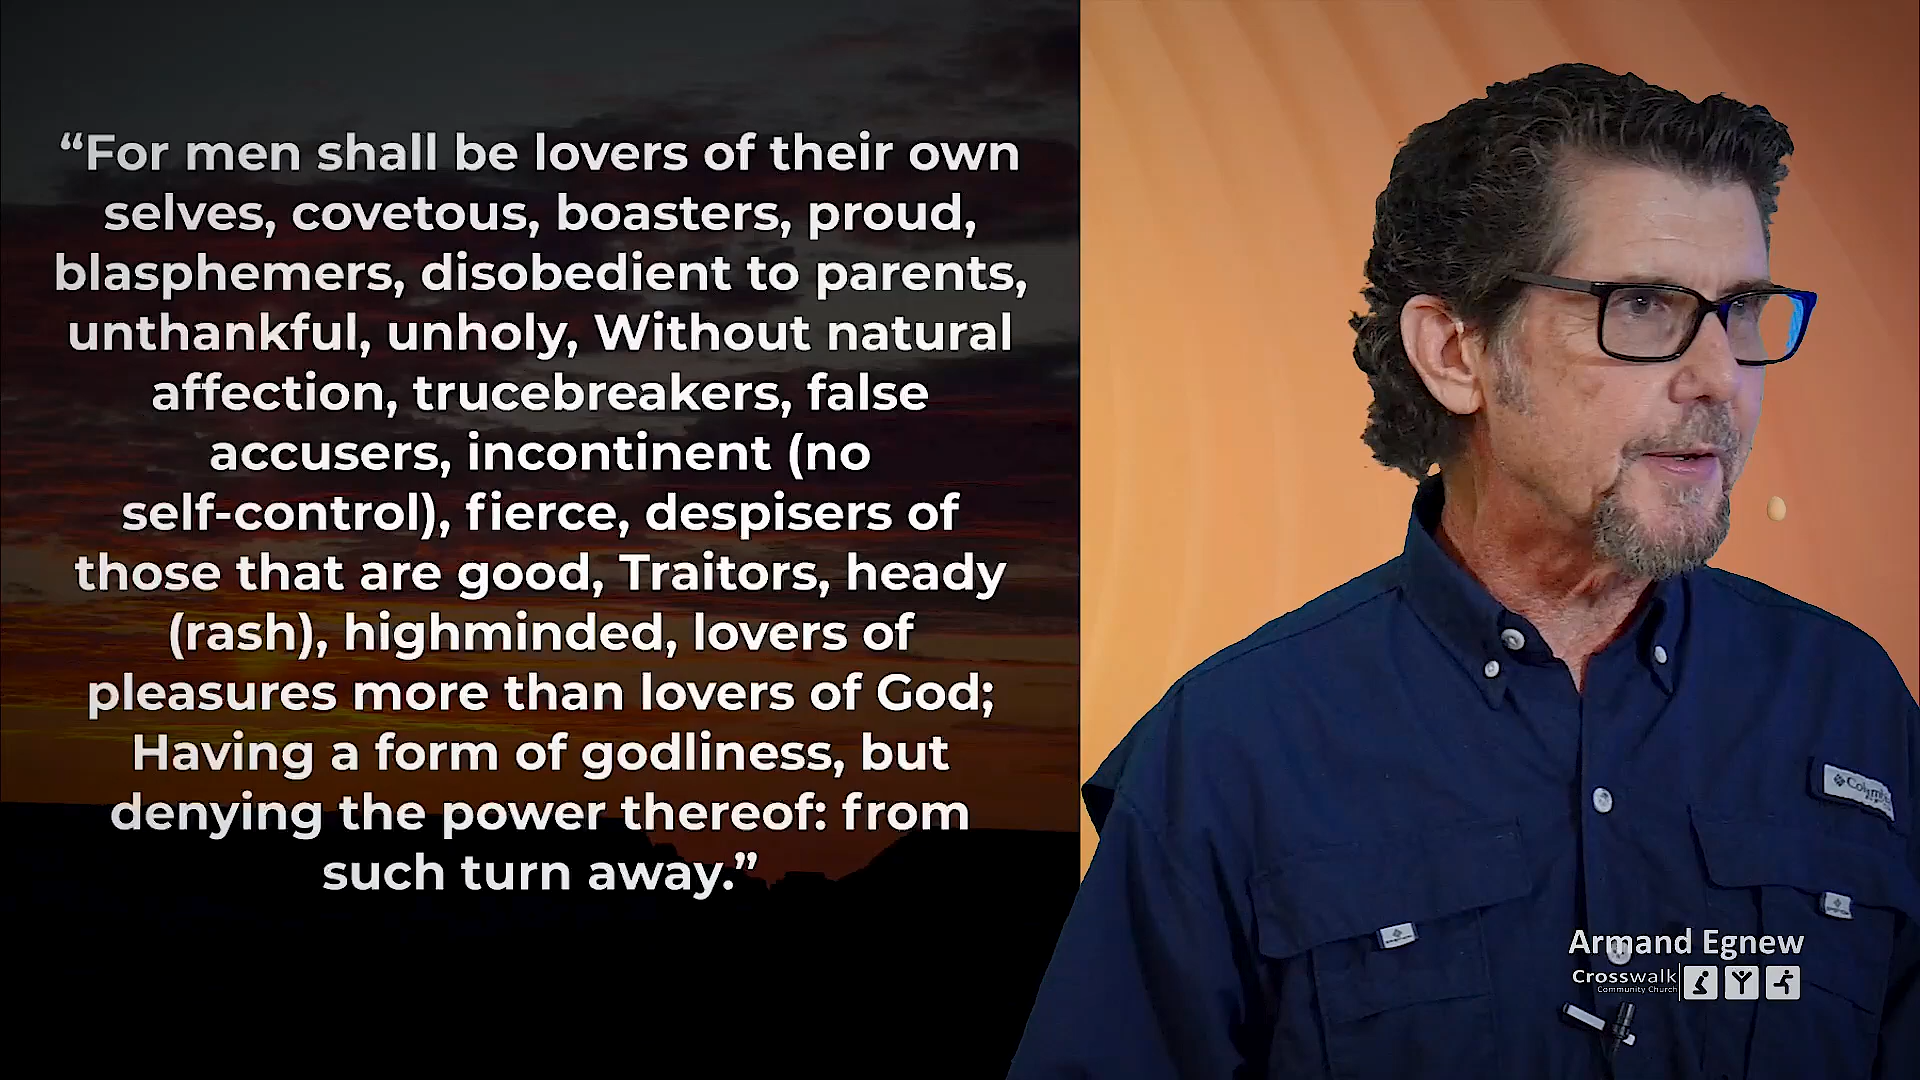 “For men shall be lovers of their own
selves, covetous, boasters, proud,
blasphemers, disobedient to parents,
unthankful, unholy, Without natural
affection, trucebreakers, false
accusers, incontinent (no
self-control), fierce, despisers of
those that are good, Traitors, heady
(rash), highminded, lovers of
pleasures more than lovers of God;
Having a form of godliness, but
denying the power thereof: from
such turn away.”
Columbia
Armand Egnew
Crosswalk
Community Church